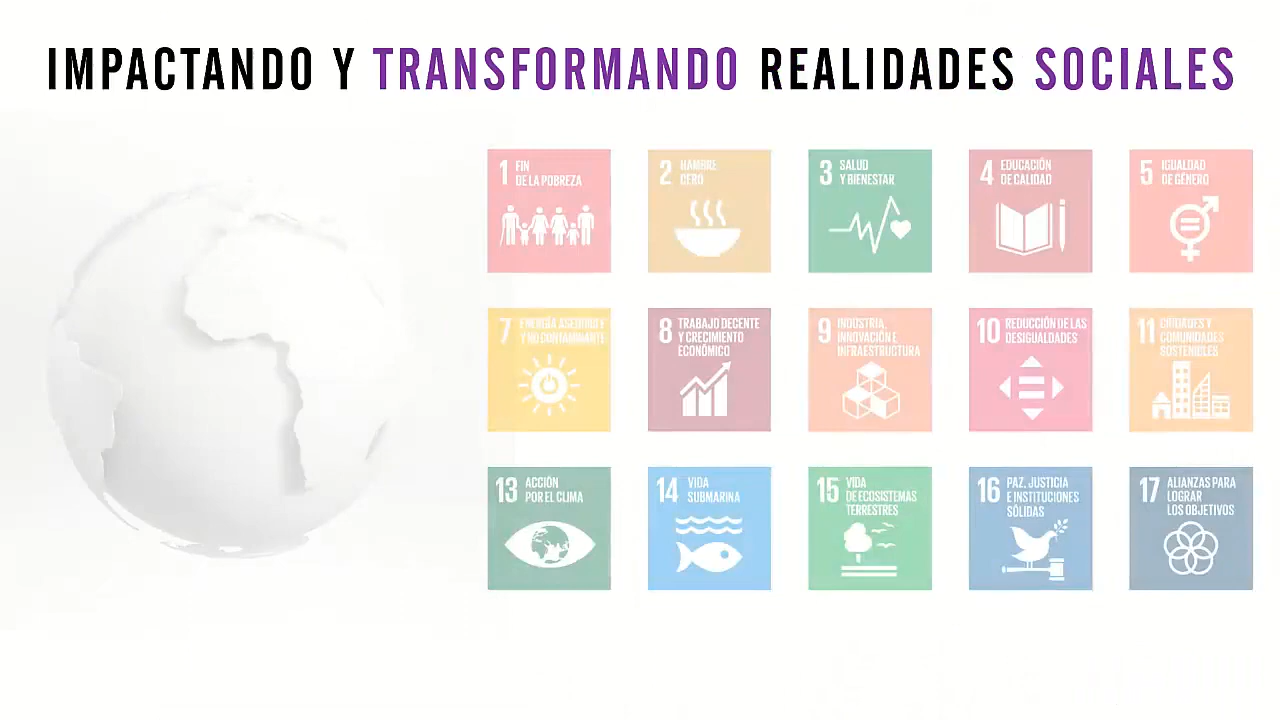 IMPACTANDO Y TRANSFORMANDO REALIDADES SOCIALES
1 FIN
DE LA POBREZA
2 HAMBRE
CERO
3 SALUD
Y BIENESTAR
4 EDUCACIÓN
DE CALIDAD
5 IGUALDAD
DE GÉNERO
7 ENERGÍA ASEQUIBLE
Y NO CONTAMINANTE
8 TRABAJO DECENTE
Y CRECIMIENTO
ECONÓMICO
9 INDUSTRIA,
INNOVACIÓN E
INFRAESTRUCTURA
10 REDUCCIÓN DE LAS
DESIGUALDADES
11 CIUDADES Y
COMUNIDADES
SOSTENIBLES
13 ACCIÓN
POR EL CLIMA
14 VIDA
SUBMARINA
15 VIDA
DE ECOSISTEMAS
TERRESTRES
16 PAZ, JUSTICIA
E INSTITUCIONES
SÓLIDAS
17 ALIANZAS PARA
LOGRAR
LOS OBJETIVOS